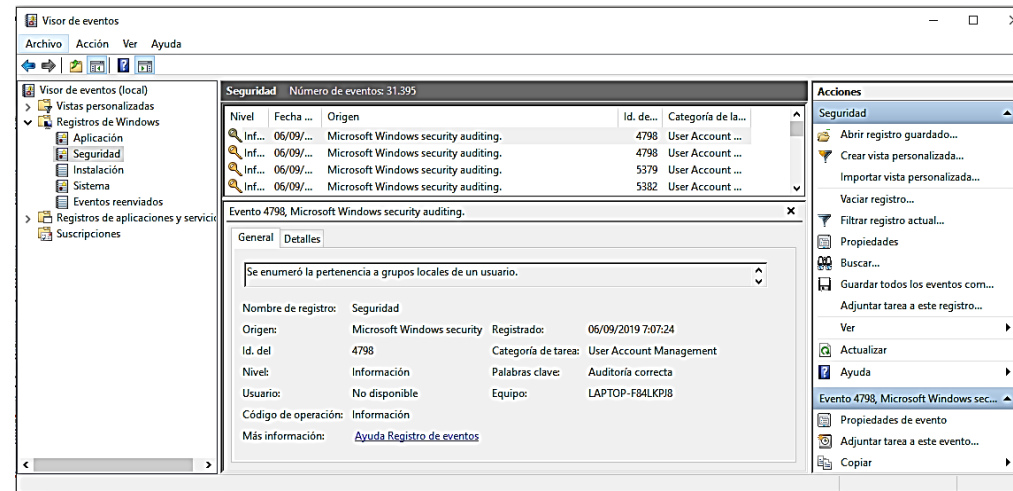 Visor de eventos
Archivo Acción Ver Ayuda
Visor de eventos (local)
Vistas personalizadas
Registros de Windows
Aplicación
Seguridad
Instalación
Sistema
Eventos reenviados
Registros de aplicaciones y servicio
Suscripciones
Seguridad Número de eventos: 31.395
Nivel Fecha ... Origen Id. de... Categoría de la...
Inf... 06/09/... Microsoft Windows security auditing. 4798 User Account ...
Inf... 06/09/... Microsoft Windows security auditing. 4798 User Account ...
Inf... 06/09/... Microsoft Windows security auditing. 5379 User Account ...
Inf... 06/09/... Microsoft Windows security auditing. 5382 User Account ...
Evento 4798, Microsoft Windows security auditing.
General Detalles
Se enumeró la pertenencia a grupos locales de un usuario.
Nombre de registro: Seguridad
Origen: Microsoft Windows security Registrado: 06/09/2019 7:07:24
Id. del 4798 Categoría de tarea: User Account Management
Nivel: Información Palabras clave: Auditoría correcta
Usuario: No disponible Equipo: LAPTOP-F84LKPJ8
Código de operación: Información
Más información: Ayuda Registro de eventos
Acciones
Seguridad
Abrir registro guardado...
Crear vista personalizada...
Importar vista personalizada...
Vaciar registro...
Filtrar registro actual...
Propiedades
Buscar...
Guardar todos los eventos com...
Adjuntar tarea a este registro...
Ver
Actualizar
Ayuda
Evento 4798, Microsoft Windows sec...
Propiedades de evento
Adjuntar tarea a este evento...
Copiar